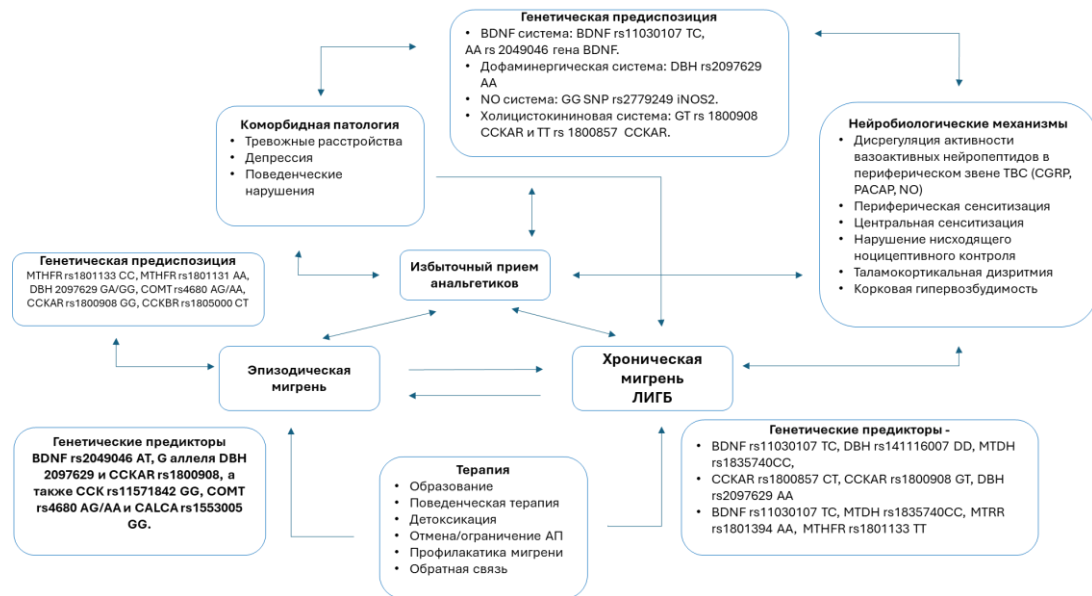 Генетическая предиспозиция
• BDNF система: BDNF rs11030107 TC,
AA rs 2049046 гена BDNF.
• Дофаминергическая система: DBH rs2097629
AA
• NO система: GG SNP rs2779249 iNOS2.
• Холицистокининовая система: GT rs 1800908
CCKAR и TT rs 1800857 CCKAR.
Коморбидная патология
• Тревожные расстройства
• Депрессия
• Поведенческие
нарушения
Нейробиологические механизмы
• Дисрегуляция активности
вазоактивных нейропептидов в
периферическом звене ТВС (CGRP,
PACAP, NO)
• Периферическая сенситизация
• Центральная сенситизация
• Нарушение нисходящего
ноцицептивного контроля
• Таламокортикальная дизритмия
• Корковая гипервозбудимость
Генетическая предиспозиция
MTHFR rs1801133 CC, MTHFR rs1801131 AA,
DBH 2097629 GA/GG, COMT rs4680 AG/AA,
CCKAR rs1800908 GG, CCKBR rs1805000 CT
Избыточный прием
анальгетиков
Эпизодическая
мигрень
Хроническая
мигрень
ЛИГБ
Генетические предикторы
BDNF rs2049046 AT, G аллеля DBH
2097629 и CCKAR rs1800908, а
также CCK rs11571842 GG, COMT
rs4680 AG/AA и CALCA rs1553005
GG.
Терапия
• Образование
• Поведенческая терапия
• Детоксикация
• Отмена/ограничение АП
• Профилакатика мигрени
• Обратная связь
Генетические предикторы -
• BDNF rs11030107 TC, DBH rs141116007 DD, MTDH
rs1835740CC,
• CCKAR rs1800857 CT, CCKAR rs1800908 GT, DBH
rs2097629 AA
• BDNF rs11030107 TC, MTDH rs1835740CC, MTRR
rs1801394 AA, MTHFR rs1801133 TT